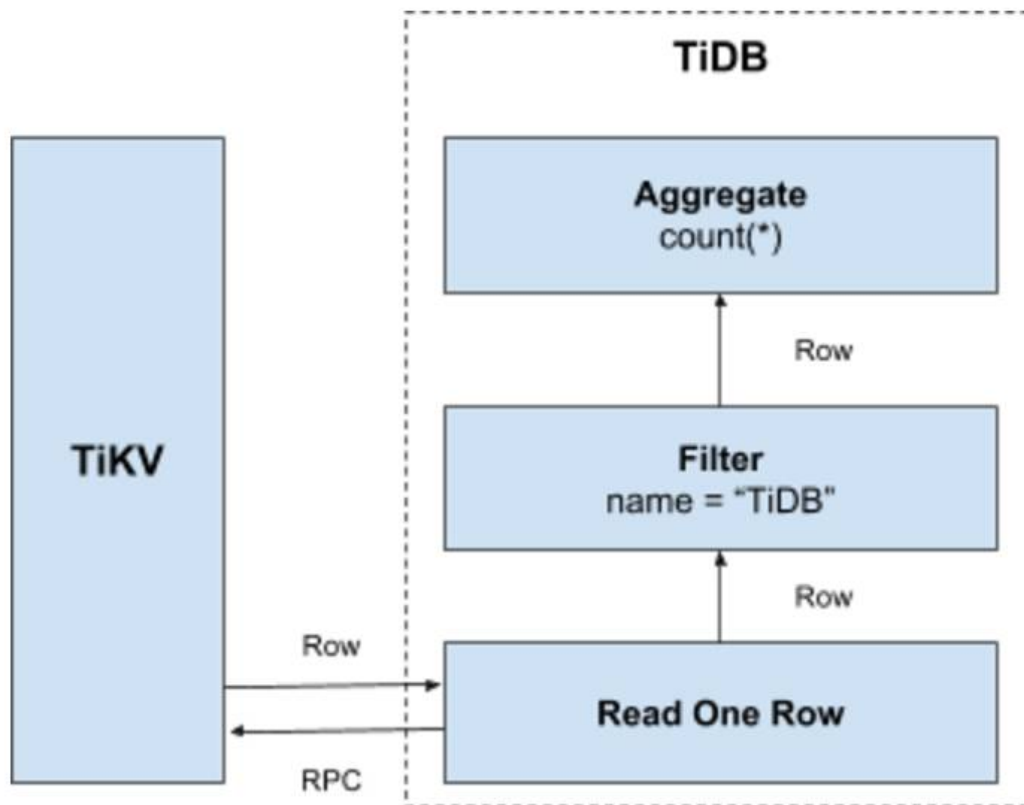 TiDB
Aggregate
count(*)
Row
TiKV
Filter
name = “TiDB”
Row
Row
Read One Row
RPC